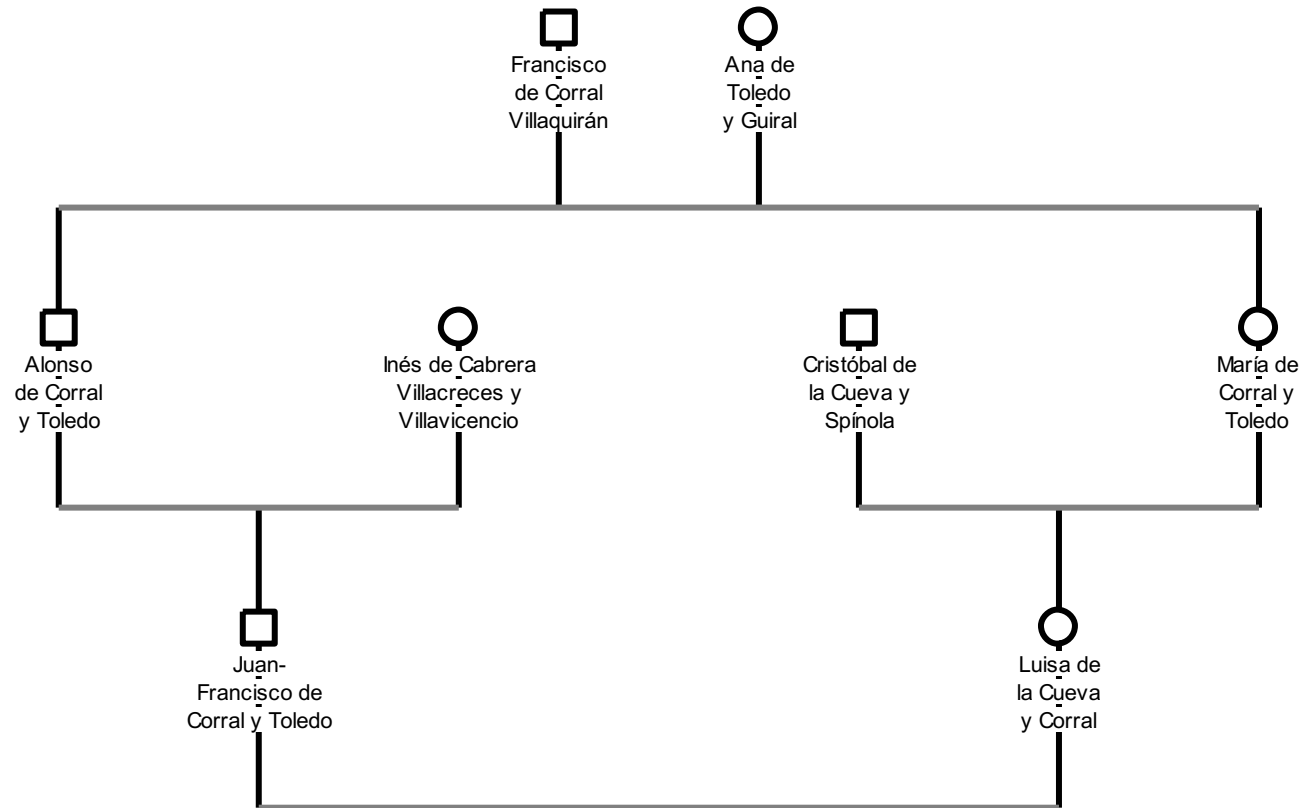 Francisco
de Corral
Villaquirán
Ana de
Toledo
y Guiral
Alonso
de Corral
y Toledo
Inés de Cabrera
Villacreces y
Villavicencio
Cristóbal de
la Cueva y
Spínola
María de
Corral y
Toledo
Juan-
Francisco de
Corral y Toledo
Luisa de
la Cueva
y Corral